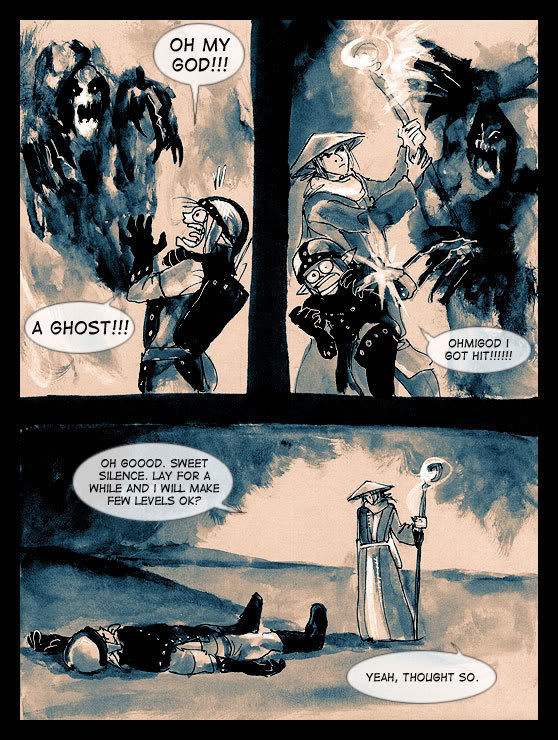 OH MY
GOD!!!
A GHOST!!!
OHMIGOD I
GOT HIT!!!!!!
OH GOOOD. SWEET
SILENCE. LAY FOR A
WHILE AND I WILL MAKE
FEW LEVELS OK?
YEAH, THOUGHT SO.